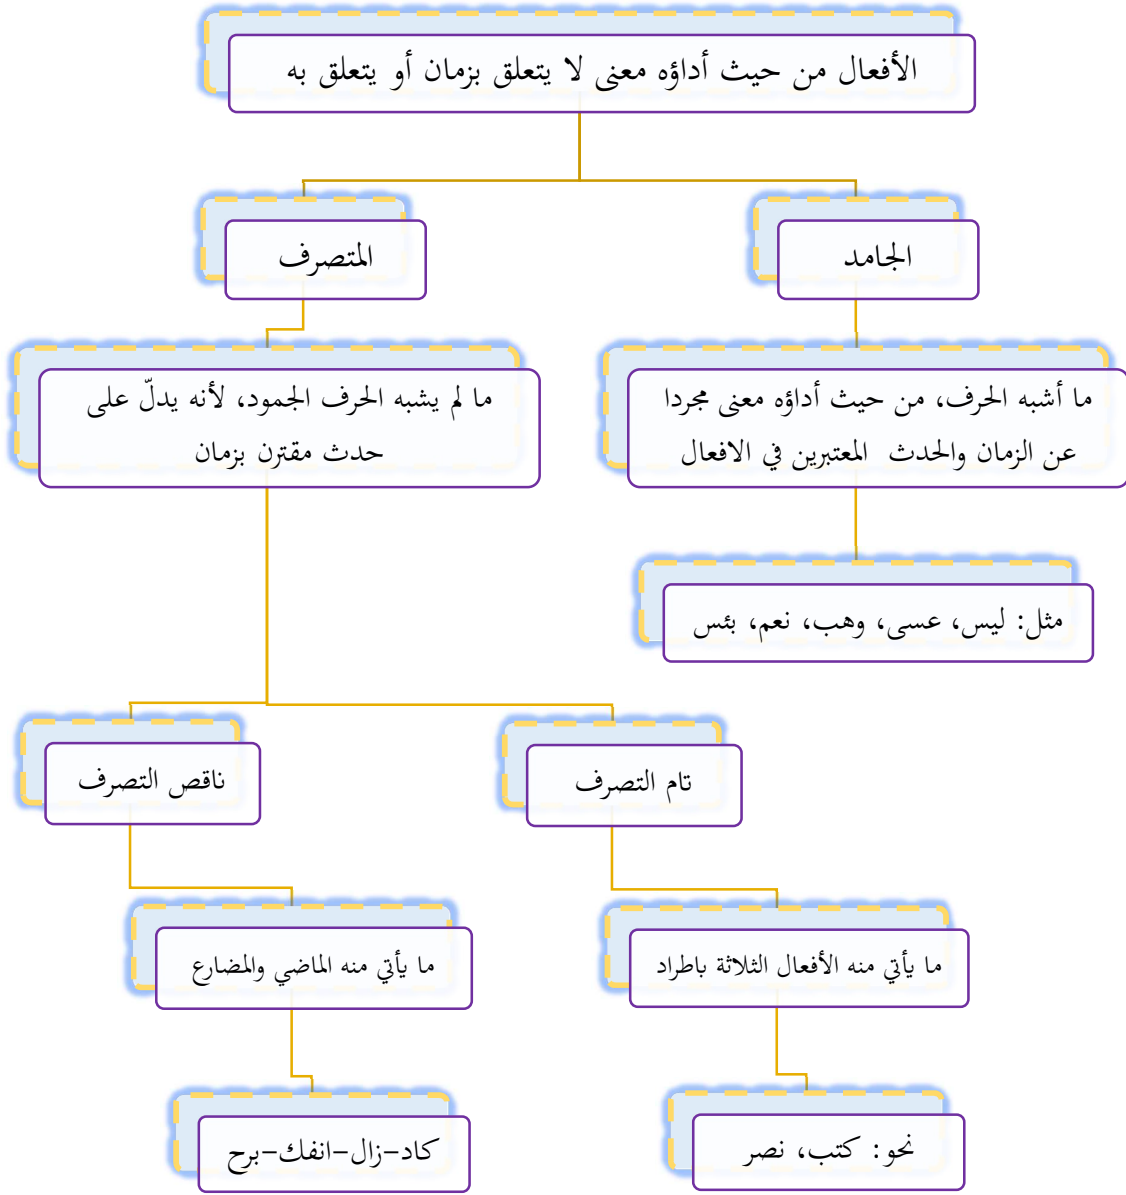 الأفعال من حيث أداؤه معنى لا يتعلق بزمان أو يتعلق به
الجامد
المتصرف
ما أشبه الحرف، من حيث أداؤه معنى مجردا
عن الزمان والحدث المعتبرين في الافعال
ما لم يشبه الحرف الجمود، لأنه يدلّ على
حدث مقترن بزمان
مثل: ليس، عسى، وهب، نعم، بئس
تام التصرف
ناقص التصرف
ما يأتي منه الأفعال الثلاثة باطراد
ما يأتي منه الماضي والمضارع
نحو: كتب، نصر
كاد-زال-انفك-برح